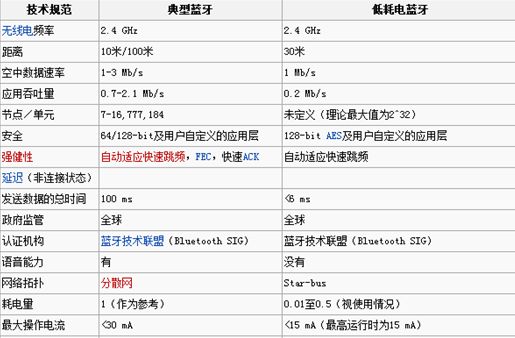 技术规范 典型蓝牙 低耗电蓝牙
无线电频率 2.4 GHz 2.4 GHz
距离 10米/100米 30米
空中数据速率 1-3 Mb/s 1 Mb/s
应用吞吐量 0.7-2.1 Mb/s 0.2 Mb/s
节点／单元 7-16,777,184 未定义（理论最大值为2^32）
安全 64/128-bit及用户自定义的应用层 128-bit AES及用户自定义的应用层
强健性 自动适应快速跳频，FEC，快速ACK 自动适应快速跳频
延迟（非连接状态）
发送数据的总时间 100 ms <6 ms
政府监管 全球 全球
认证机构 蓝牙技术联盟（Bluetooth SIG） 蓝牙技术联盟（Bluetooth SIG）
语音能力 有 没有
网络拓扑 分散网 Star-bus
耗电量 1（作为参考） 0.01至0.5（视使用情况）
最大操作电流 <30 mA <15 mA（最高运行时为15 mA）